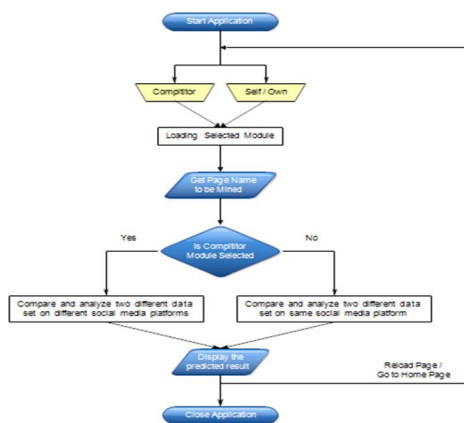 Start Application
Compititor
Self / Own
Loading Selected Module
Get Page Name
to be Mined
Is Compititor
Module Selected
Yes
No
Compare and analyze two different data
set on different social media platforms
Compare and analyze two different data
set on same social media platform
Display the
predicted result
Reload Page /
Go to Home Page
Close Application